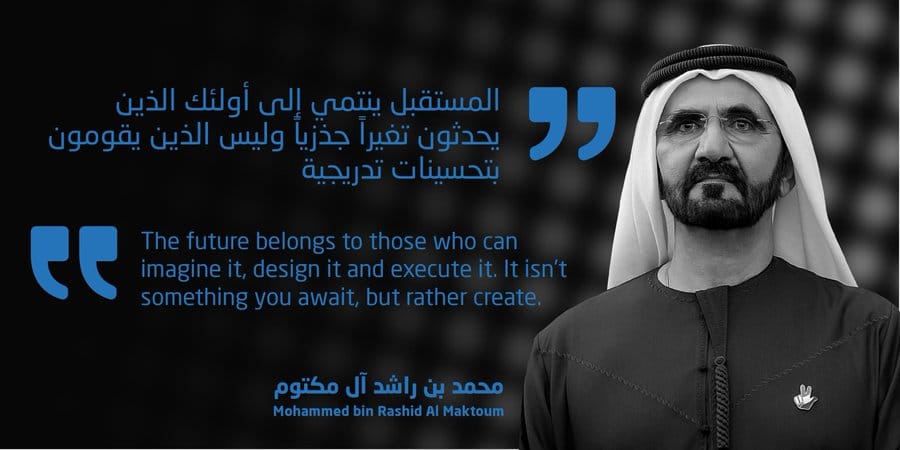 المستقبل ينتمي إلى أولئك الذين
يحدثون تغيراً جذزياً وليس الذين يقومون
بتحسينات تدريجية
The future belongs to those who can
imagine it, design it and execute it. It isn't
something you await, but rather create.
محمد بن راشد آل مكتوم
Mohammed bin Rashid Al Maktoum